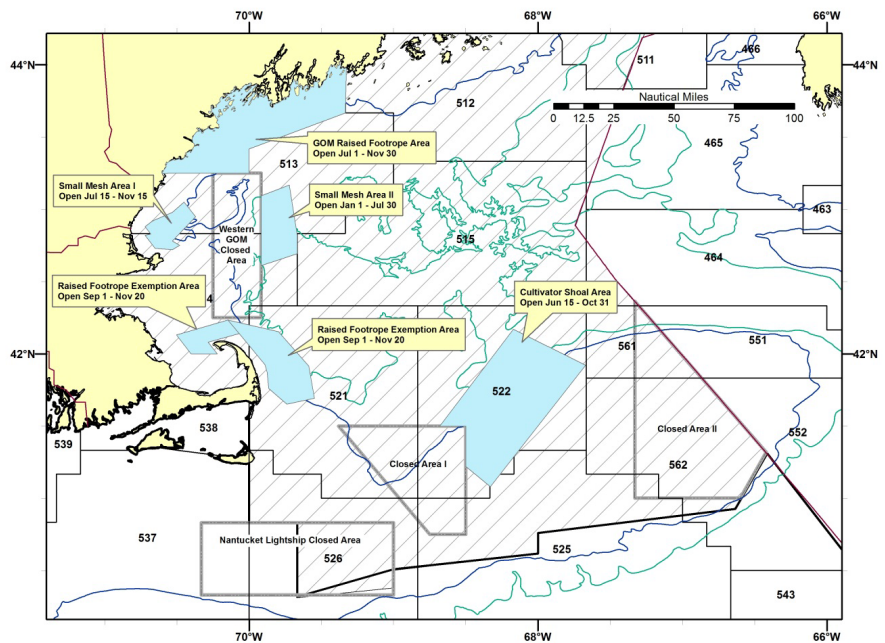 70°W
68°W
66°W
44°N
44°N
511
466
512
Nautical Miles
0 12.5 25 50 75 100
465
GOM Raised Footrope Area
Open Jul 1 - Nov 30
513
Small Mesh Area I
Open Jul 15 - Nov 15
Small Mesh Area II
Open Jan 1 - Jul 30
463
Western
GOM
Closed
Area
515
464
Raised Footrope Exemption Area
Open Sep 1 - Nov 20
4
Cultivator Shoal Area
Open Jun 15 - Oct 31
Raised Footrope Exemption Area
Open Sep 1 - Nov 20
42°N
42°N
561
551
521
522
538
539
Closed Area II
552
Closed Area I
562
537
Nantucket Lightship Closed Area
526
525
543
70°W
68°W
66°W